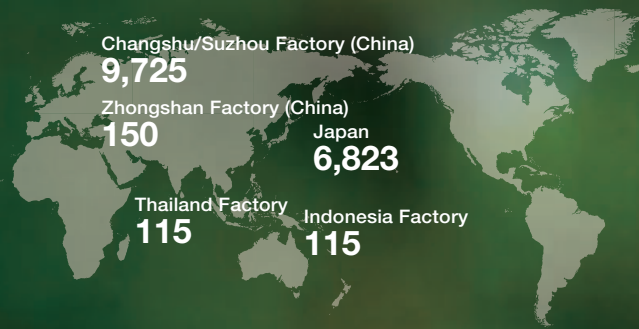 Changshu/Suzhou Factory (China)
9,725
Zhongshan Factory (China)
150
Japan
6,823
Thailand Factory
115
Indonesia Factory
115